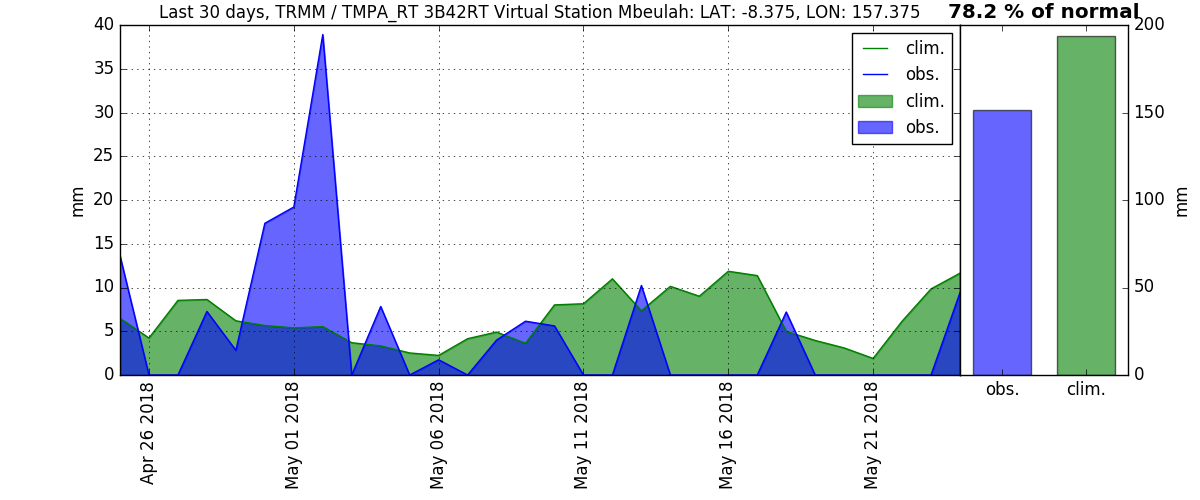 Last 30 days, TRMM / TMPA_RT 3B42RT Virtual Station Mbeulah: LAT: -8.375, LON: 157.375
78.2 % of normal
40
35
30
25
20
15
10
5
0
mm
clim.
obs.
clim.
obs.
Apr 26 2018
May 01 2018
May 06 2018
May 11 2018
May 16 2018
May 21 2018
200
150
100
50
0
mm
obs.
clim.